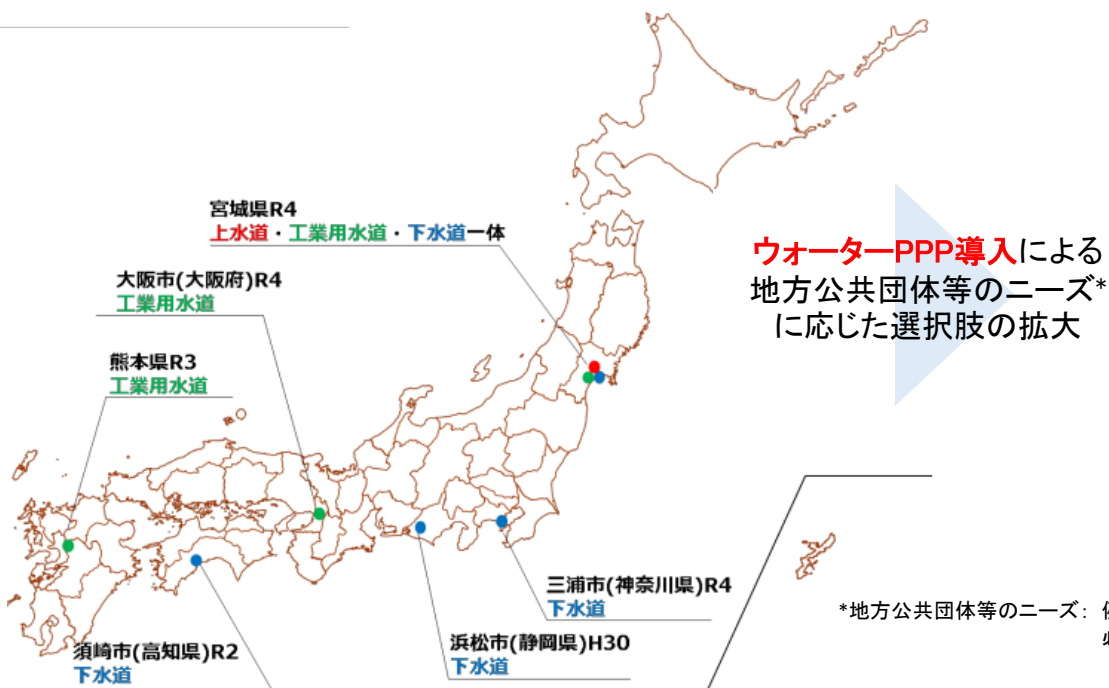 宮城県R4
上水道・工業用水道・下水道一体
大阪市(大阪府)R4
工業用水道
熊本県R3
工業用水道
ウォーターPPP導入による
地方公共団体等のニーズ*
に応じた選択肢の拡大
三浦市(神奈川県)R4
下水道
浜松市(静岡県)H30
下水道
須崎市(高知県)R2
下水道
*地方公共団体等のニーズ: